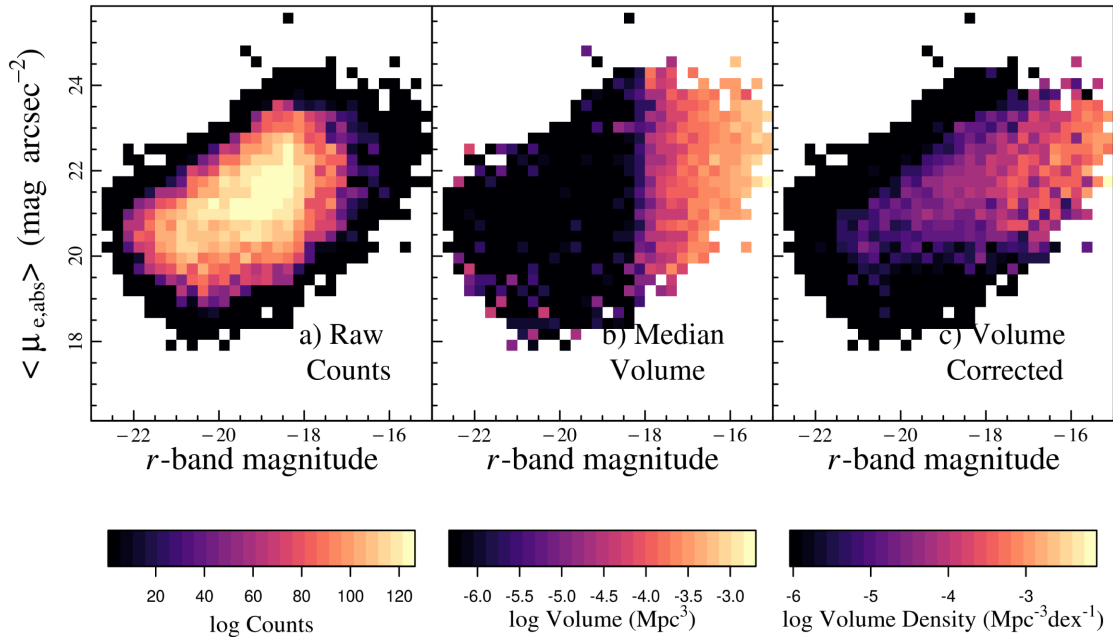 < μ e,abs > (mag arcsec−2)
24
22
20
18
a) Raw
Counts
b) Median
Volume
c) Volume
Corrected
−22 −20 −18 −16
−22 −20 −18 −16
−22 −20 −18 −16
r-band magnitude
r-band magnitude
r-band magnitude
20 40 60 80 100 120
log Counts
-6.0 -5.5 -5.0 -4.5 -4.0 -3.5 -3.0
log Volume (Mpc3)
-6 -5 -4 -3
log Volume Density (Mpc-3dex-1)